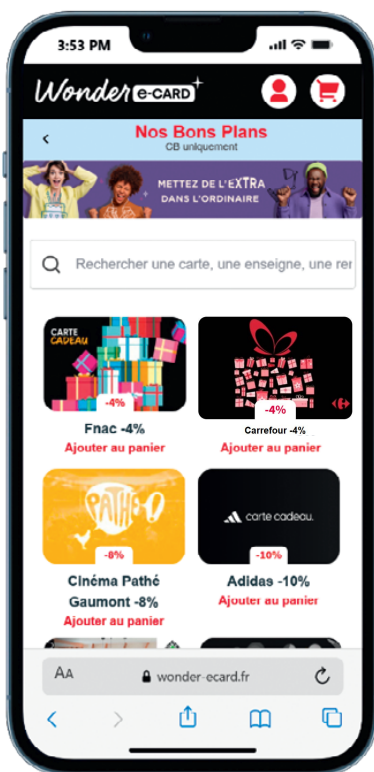 3:53 PM
Wonder e-CARD+
Nos Bons Plans
CB uniquement
METTEZ DE L'EXTRA
DANS L'ORDINAIRE
Rechercher une carte, une enseigne, une rer
CARTE
CADEAU
-4%
Fnac -4%
Ajouter au panier
-4%
Carrefour -4%
Ajouter au panier
PATHÉ!
-8%
Cinéma Pathé
Gaumont -8%
Ajouter au panier
carte cadeau.
-10%
Adidas -10%
Ajouter au panier
AA
wonder-ecard.fr